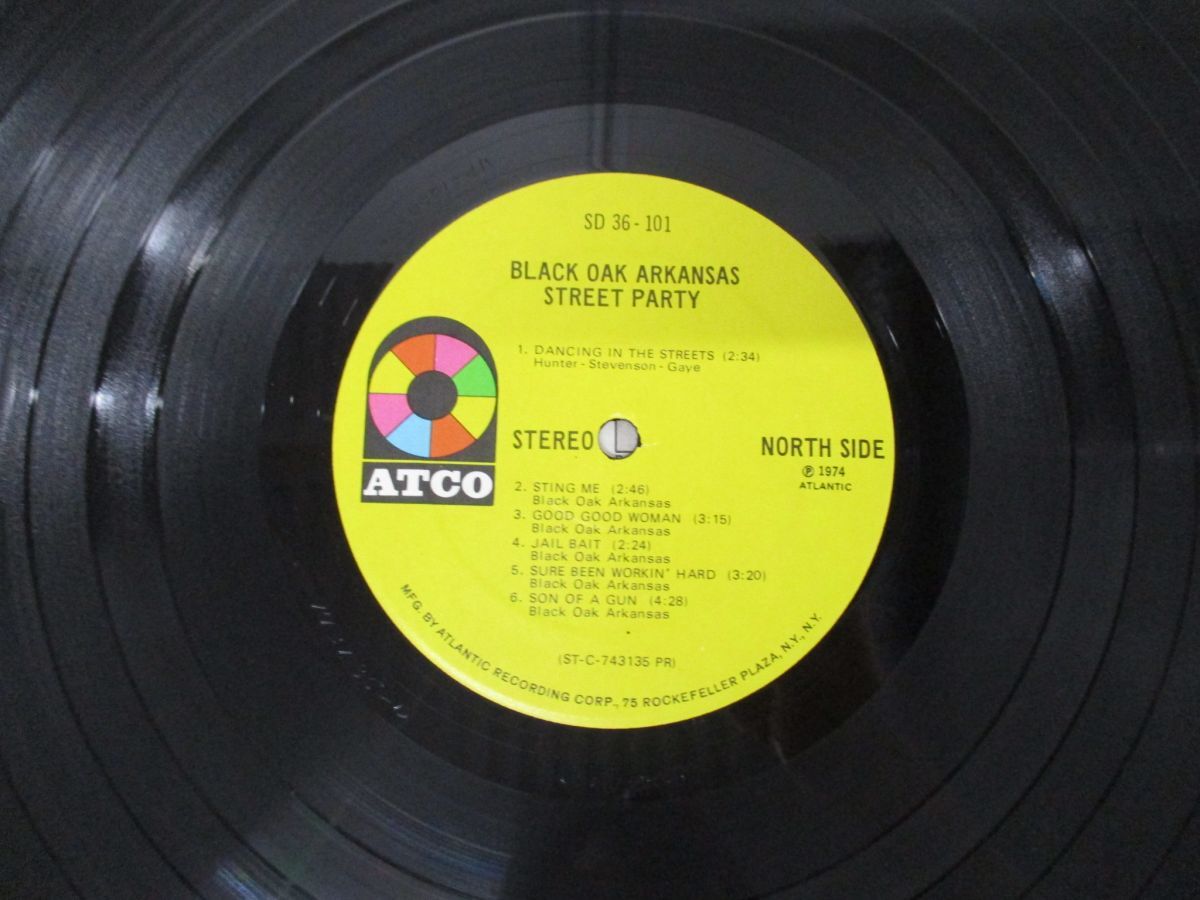 SD 36-101
BLACK OAK ARKANSAS
STREET PARTY
1. DANCING IN THE STREETS (2:34)
Hunter - Stevenson - Gaye
STEREO
NORTH SIDE
℗ 1974
ATLANTIC
ATCO
2. STING ME (2:46)
Black Oak Arkansas
3. GOOD GOOD WOMAN (3:15)
Black Oak Arkansas
4. JAIL BAIT (2:24)
Black Oak Arkansas
5. SURE BEEN WORKIN' HARD (3:20)
Black Oak Arkansas
6. SON OF A GUN (4:28)
Black Oak Arkansas
(ST-C-743135 PR)
MFG. BY ATLANTIC RECORDING CORP., 75 ROCKEFELLER PLAZA, N.Y., N.Y.